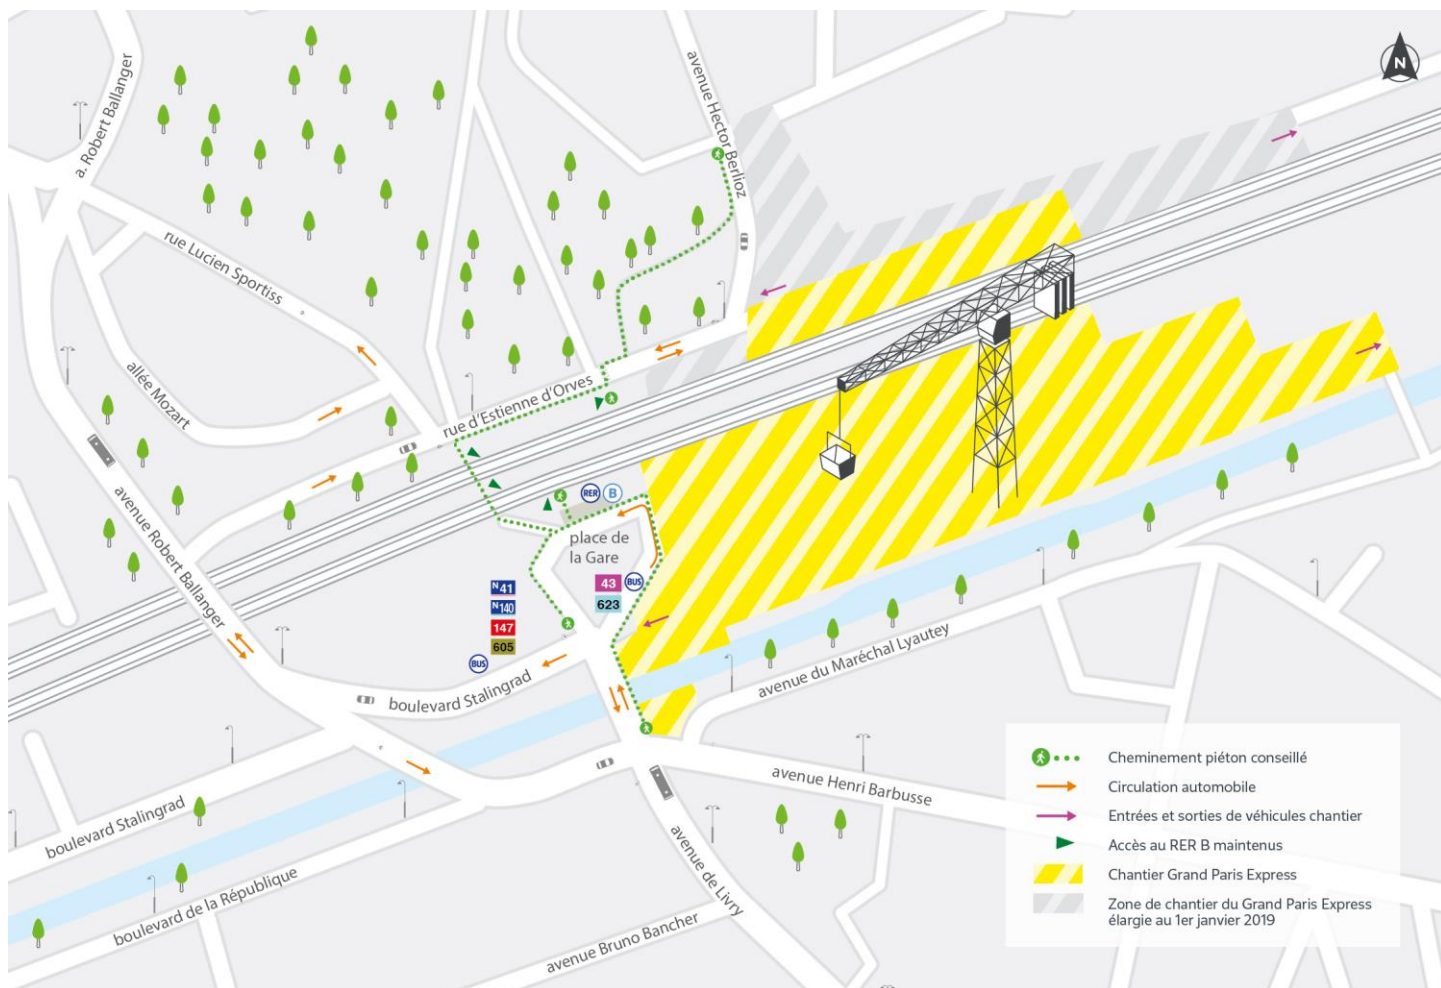 N
avenue Hector Berlioz
a. Robert Ballanger
rue Lucien Sportiss
allée Mozart
rue d'Estienne d'Orves
avenue Robert Ballanger
RER B
place de
la Gare
N41
N140
147
605
BUS
43 BUS
623
boulevard Stalingrad
avenue du Maréchal Lyautey
boulevard Stalingrad
boulevard de la République
avenue Henri Barbusse
avenue de Livry
avenue Bruno Bancher
Cheminement piéton conseillé
Circulation automobile
Entrées et sorties de véhicules chantier
Accès au RER B maintenus
Chantier Grand Paris Express
Zone de chantier du Grand Paris Express
élargie au 1er janvier 2019